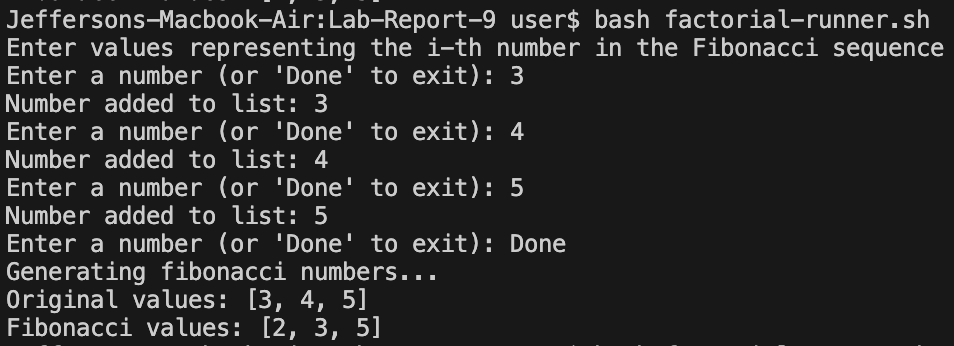 Jeffersons-Macbook-Air:Lab-Report-9 user$ bash factorial-runner.sh
Enter values representing the i-th number in the Fibonacci sequence
Enter a number (or 'Done' to exit): 3
Number added to list: 3
Enter a number (or 'Done' to exit): 4
Number added to list: 4
Enter a number (or 'Done' to exit): 5
Number added to list: 5
Enter a number (or 'Done' to exit): Done
Generating fibonacci numbers...
Original values: [3, 4, 5]
Fibonacci values: [2, 3, 5]